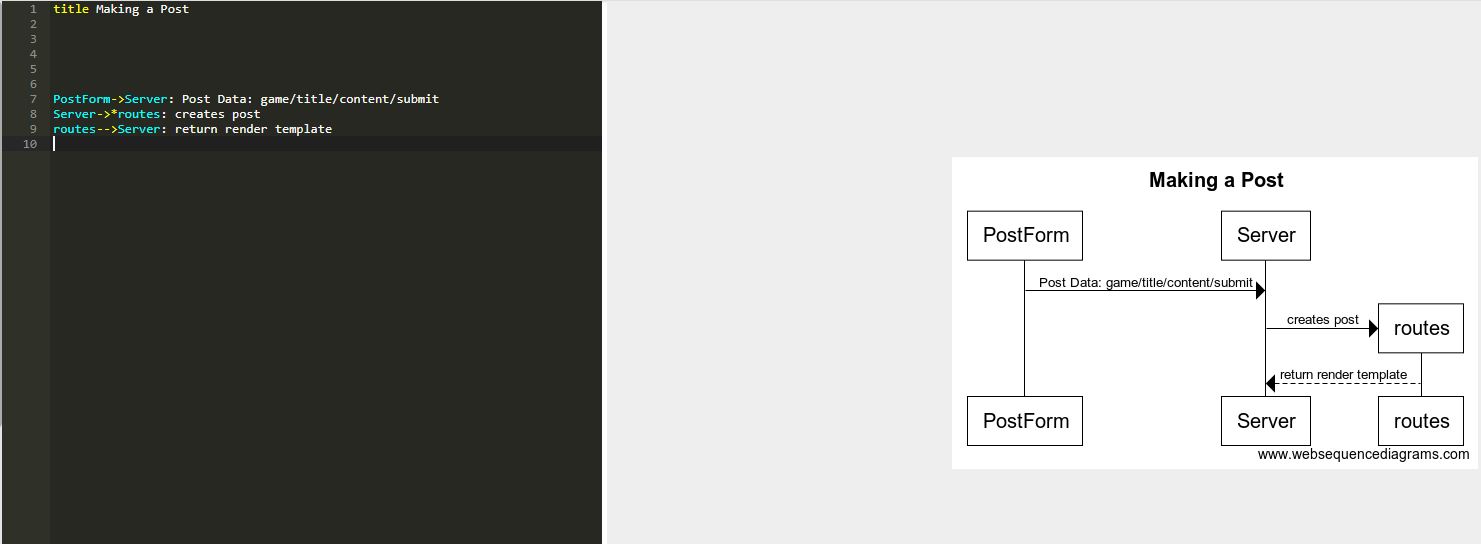 1 title Making a Post
2
3
4
5
6
7 PostForm->Server: Post Data: game/title/content/submit
8 Server->*routes: creates post
9 routes-->Server: return render template
10
Making a Post
PostForm Server
Post Data: game/title/content/submit
creates post
routes
return render template
PostForm Server routes
www.websequencediagrams.com